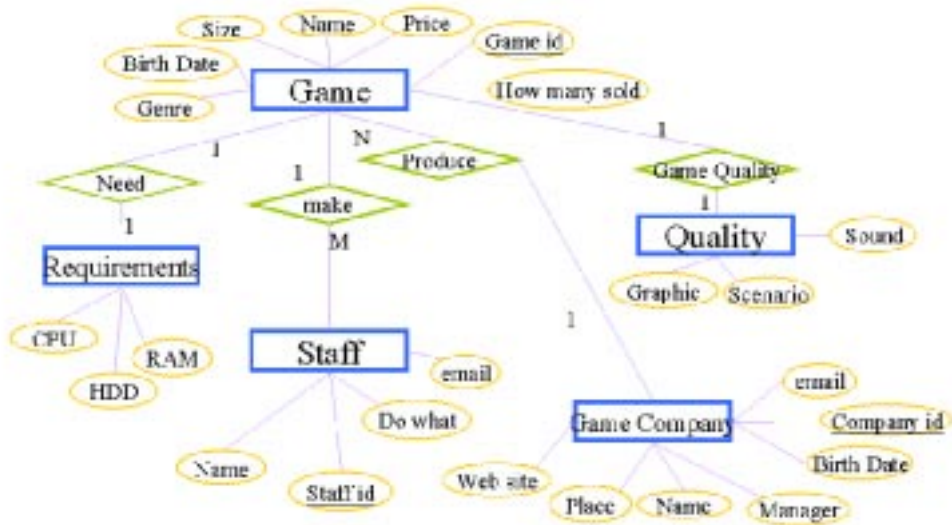 Name
Price
Size
Game id
Birth Date
Game
How many sold
Genre
1
1
N
1
Produce
Need
Game Quality
make
1
1
M
Quality
Sound
Requirements
Graphic
Scenario
1
CPU
RAM
Staff
email
HDD
email
Do what
Game Company
Company id
Name
Birth Date
Web site
Staff id
Place
Name
Manager